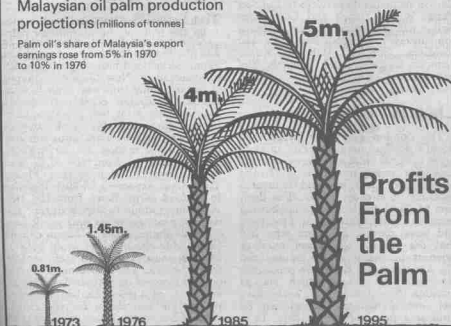 Malaysian oil palm production
projections (millions of tonnes)
Palm oil's share of Malaysia's export
earnings rose from 5% in 1970
to 10% in 1976
5m.
4m.
1.45m.
0.81m.
Profits
From
the
Palm
1973
1976
1985
1995